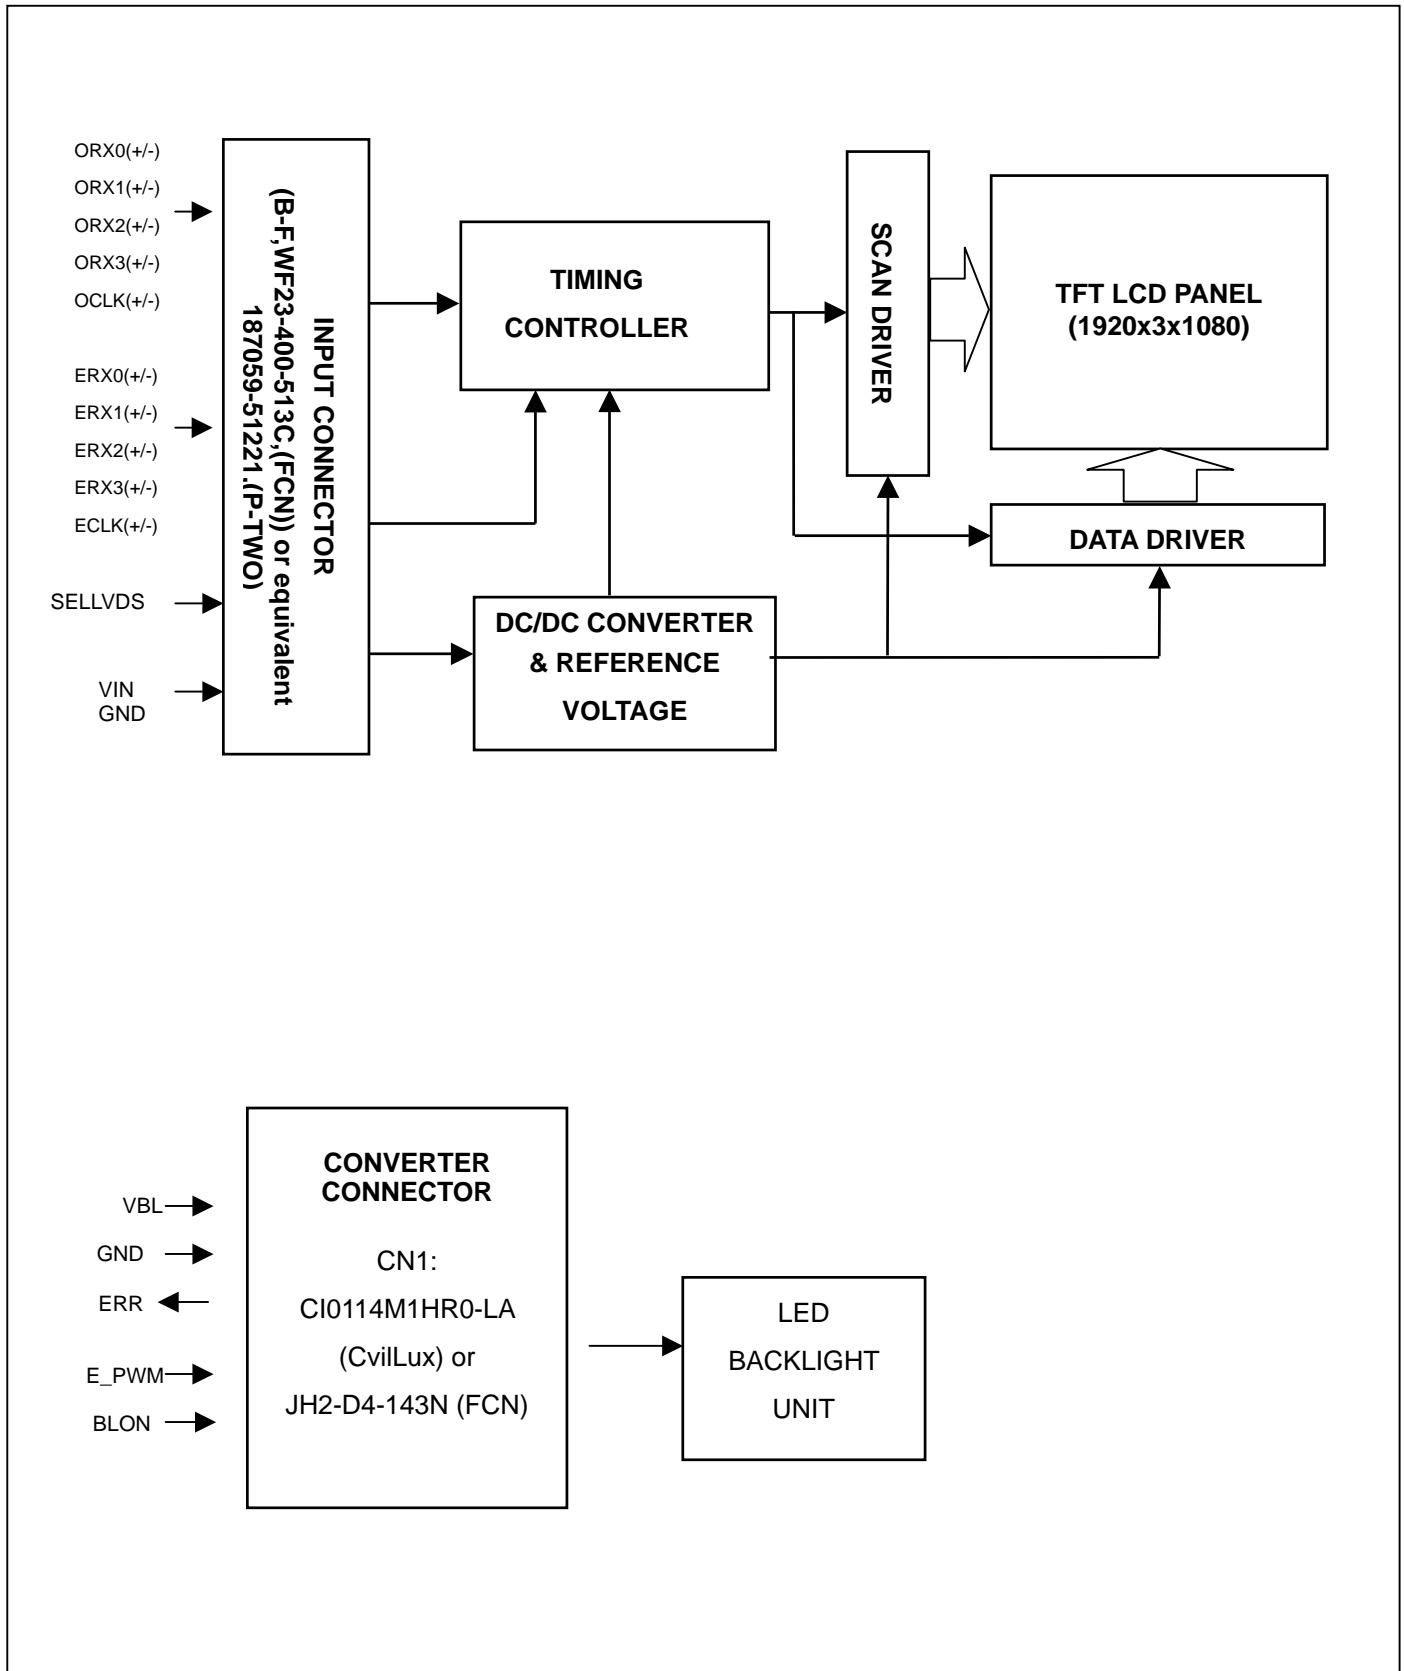 ORX0(+/-)
ORX1(+/-)
ORX2(+/-)
ORX3(+/-)
OCLK(+/-)
ERX0(+/-)
ERX1(+/-)
ERX2(+/-)
ERX3(+/-)
ECLK(+/-)
SELLVDS
VIN
GND
INPUT CONNECTOR
(B-F,WF23-400-513C,(FCN)) or equivalent
187059-51221.(P-TWO)
TIMING
CONTROLLER
DC/DC CONVERTER
& REFERENCE
VOLTAGE
SCAN DRIVER
TFT LCD PANEL
(1920x3x1080)
DATA DRIVER
VBL
GND
ERR
E_PWM
BLON
CONVERTER
CONNECTOR
CN1:
CI0114M1HR0-LA
(CvilLux) or
JH2-D4-143N (FCN)
LED
BACKLIGHT
UNIT